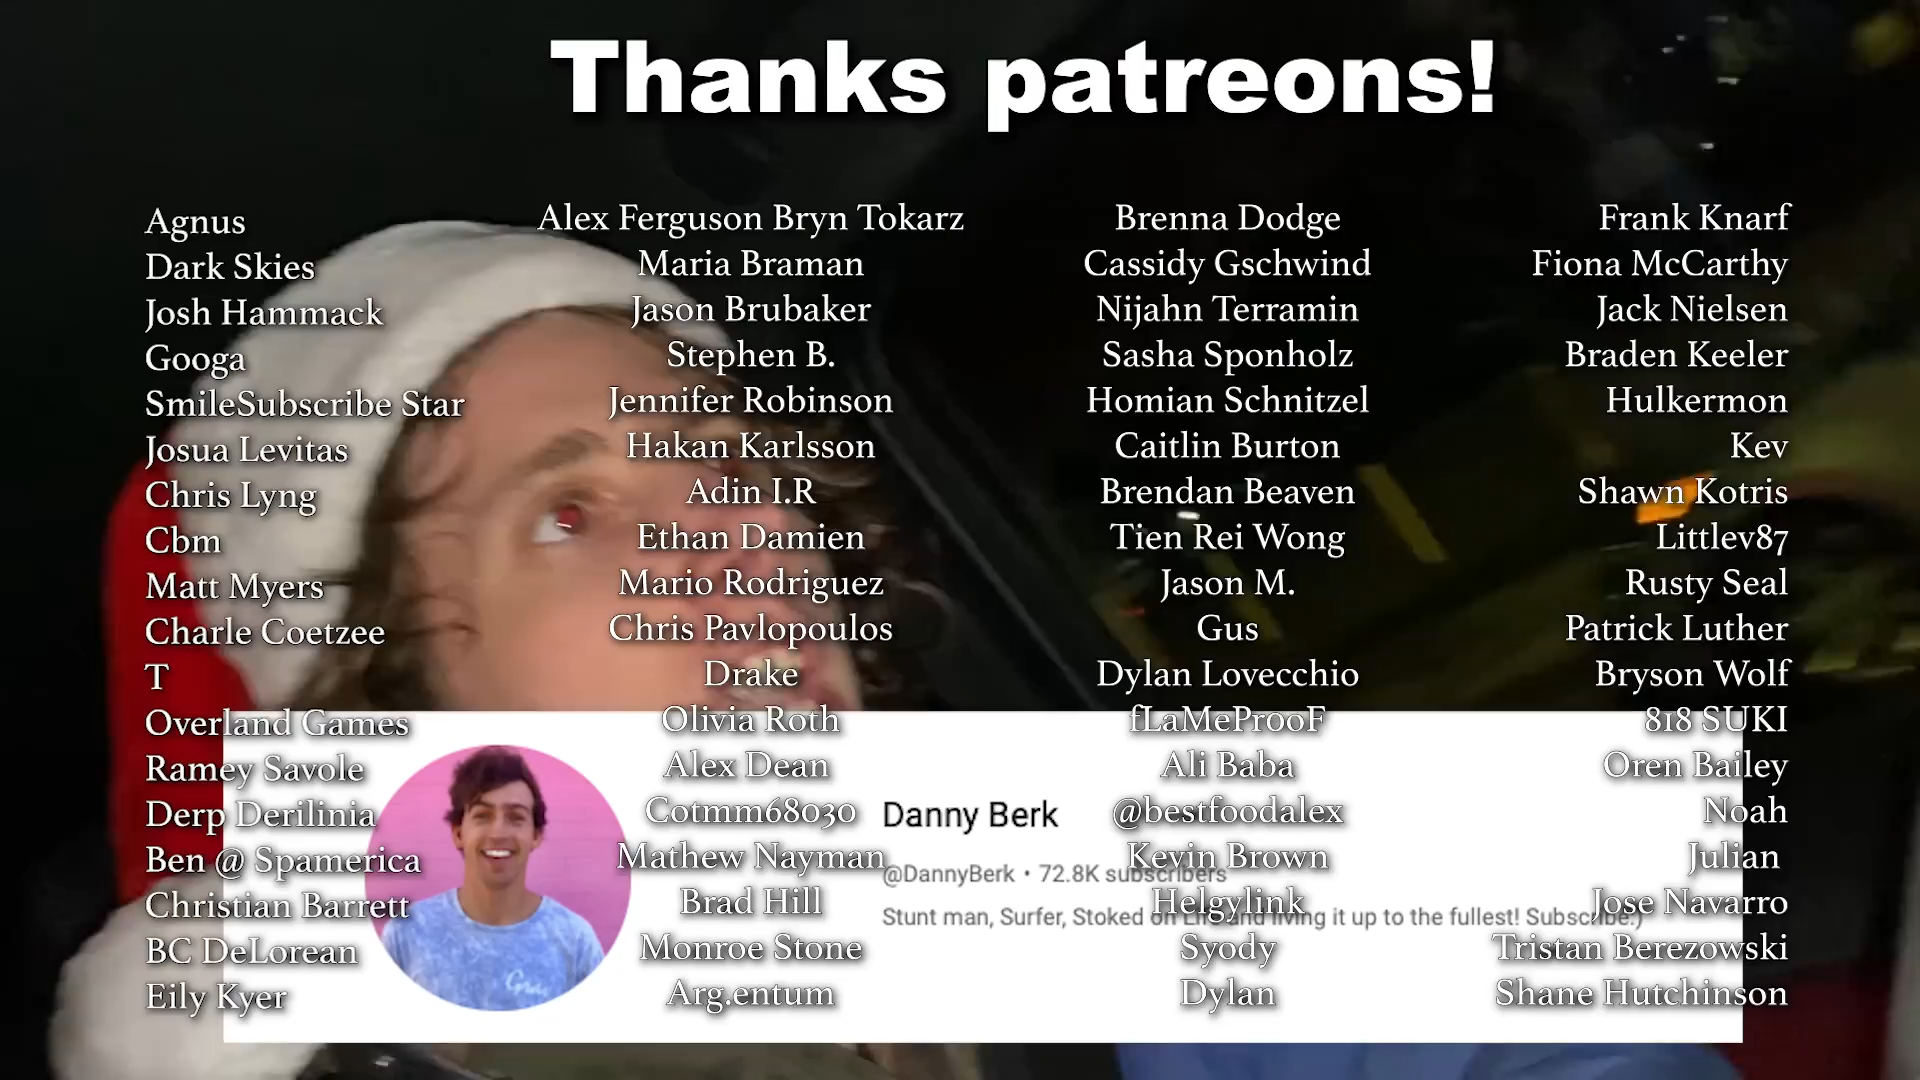 Thanks patreons!
Agnus
Dark Skies
Josh Hammack
Googa
SmileSubscribe Star
Josua Levitas
Chris Lyng
Cbm
Matt Myers
Charle Coetzee
T
Overland Games
Ramey Savole
Derp Derilinia
Ben @ Spamerica
Christian Barrett
BC DeLorean
Eily Kyer
Alex Ferguson Bryn Tokarz
Maria Braman
Jason Brubaker
Stephen B.
Jennifer Robinson
Hakan Karlsson
Adin I.R
Ethan Damien
Mario Rodriguez
Chris Pavlopoulos
Drake
Olivia Roth
Alex Dean
Cotmm68030
Mathew Nayman
Brad Hill
Monroe Stone
Arg.entum
Brenna Dodge
Cassidy Gschwind
Nijahn Terramin
Sasha Sponholz
Homian Schnitzel
Caitlin Burton
Brendan Beaven
Tien Rei Wong
Jason M.
Gus
Dylan Lovecchio
fLaMeProoF
Ali Baba
@bestfoodalex
Kevin Brown
Helgylink
Syody
Dylan
Frank Knarf
Fiona McCarthy
Jack Nielsen
Braden Keeler
Hulkermon
Kev
Shawn Kotris
Littlev87
Rusty Seal
Patrick Luther
Bryson Wolf
818 SUKI
Oren Bailey
Noah
Julian
Jose Navarro
Tristan Berezowski
Shane Hutchinson
Danny Berk
@DannyBerk • 72.8K subscribers
Stunt man, Surfer, Stoked on Life and living it up to the fullest! Subscribe:)